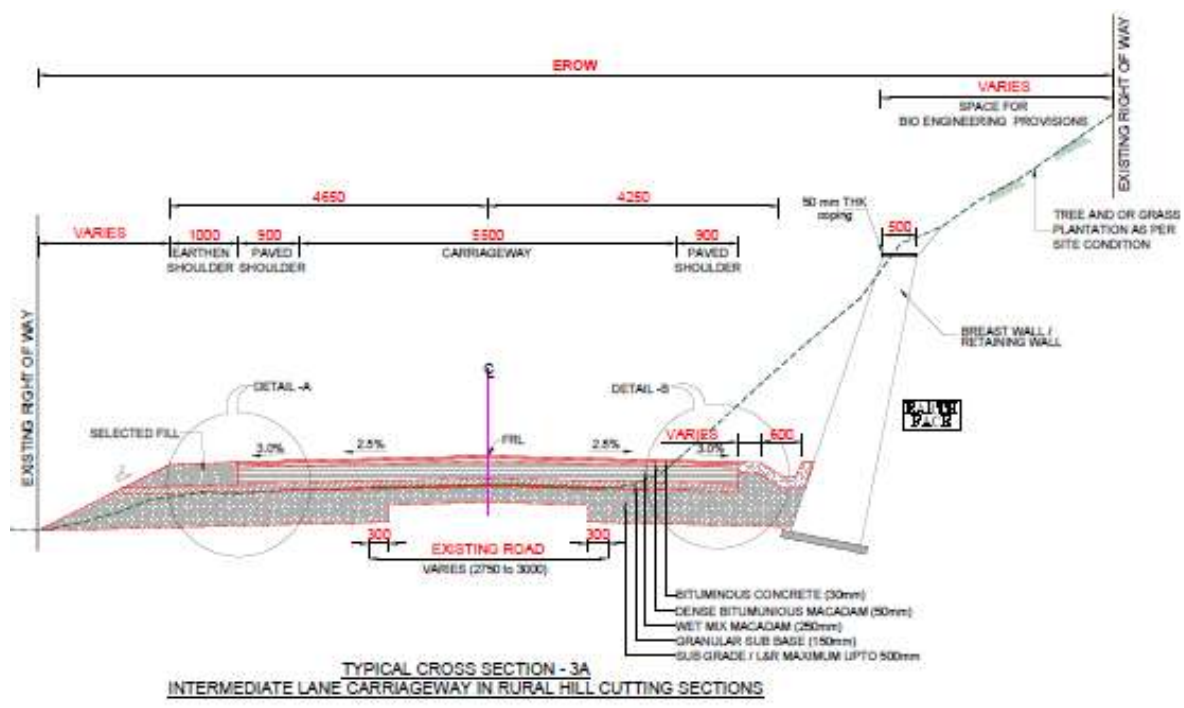 EROW
VARIES
SPACE FOR
BIO ENGINEERING PROVISIONS
EXISTING RIGHT OF WAY
4650
4250
50 mm THK
coping
500
TREE AND OR GRASS
PLANTATION AS PER
SITE CONDITION
VARIES
1000
900
5500
900
EARTHEN
SHOULDER
PAVED
SHOULDER
CARRIAGEWAY
PAVED
SHOULDER
BREAST WALL /
RETAINING WALL
EXISTING RIGHT OF WAY
DETAIL -A
DETAIL -B
EARTH
FACE
SELECTED FILL
3.0%
2.5%
FRL
2.5%
3.0%
VARIES
600
300
EXISTING ROAD
300
VARIES (2750 to 3000)
BITUMINOUS CONCRETE (30mm)
DENSE BITUMUNIOUS MACADAM (50mm)
WET MIX MACADAM (250mm)
GRANULAR SUB BASE (150mm)
SUB GRADE / L&R MAXIMUM UPTO 500mm
TYPICAL CROSS SECTION - 3A
INTERMEDIATE LANE CARRIAGEWAY IN RURAL HILL CUTTING SECTIONS